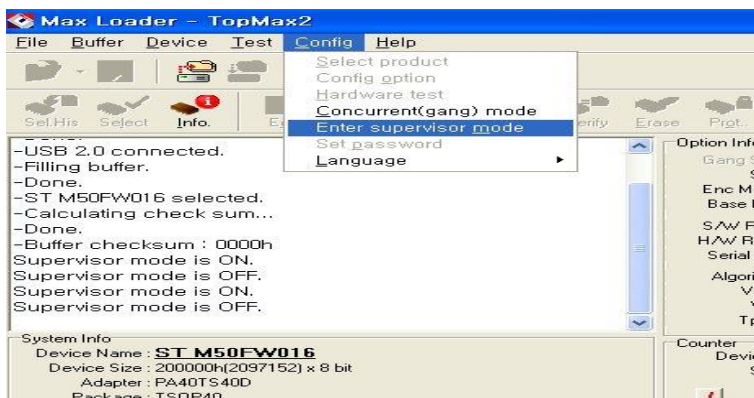 Max Loader - TopMax2
File Buffer Device Test Config Help
Select product
Config option
Hardware test
Concurrent(gang) mode
Enter supervisor mode
Set password
Language
Sel.His Select Info.
erify Erase Prot..
-USB 2.0 connected.
-Filling buffer.
-Done.
-ST M50FW016 selected.
-Calculating check sum...
-Done.
-Buffer checksum : 0000h
Supervisor mode is ON.
Supervisor mode is OFF.
Supervisor mode is ON.
Supervisor mode is OFF.
Option Inf
Gang
Enc M
Base
S/W F
H/W R
Serial
Algori
System Info
Device Name : ST M50FW016
Device Size : 200000h(2097152) x 8 bit
Adapter : PA40TS40D
Package : TSOP40
Counter
Devi